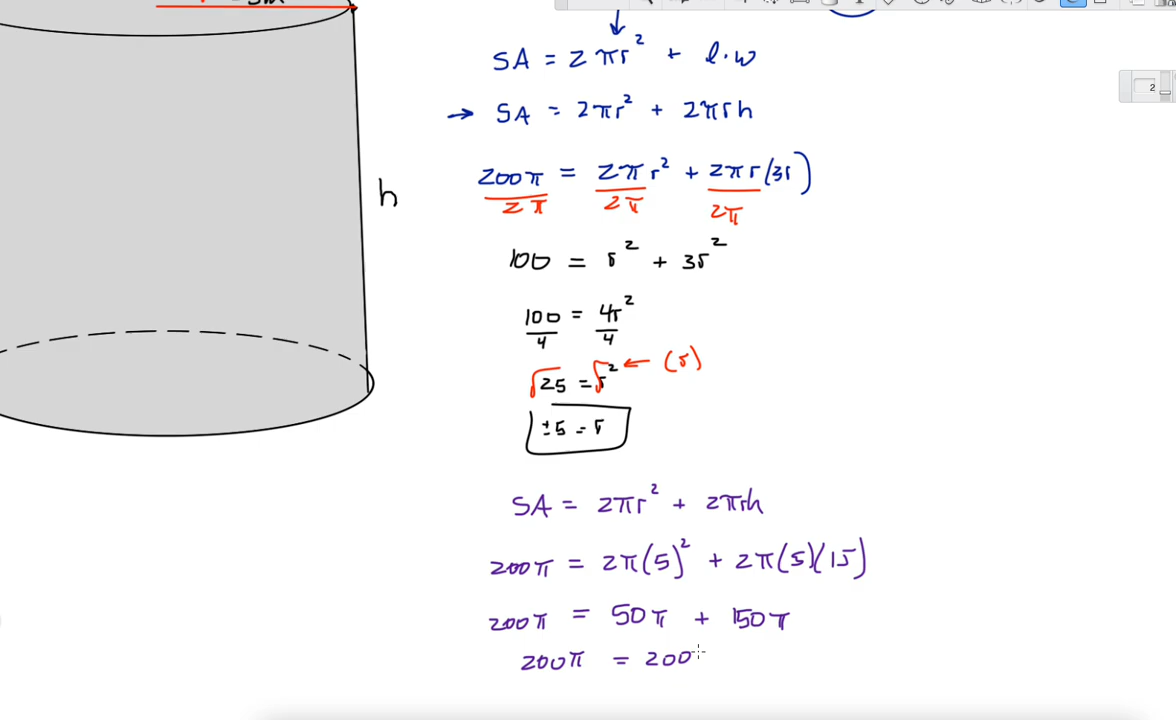 SA = 2πr² + l·w
→ SA = 2πr² + 2πrh
200π = 2πr² + 2πr(3r)
2π 2π 2π
h
100 = r² + 3r²
100 = 4r²
4 4
√25 = √r² ← (r)
±5 = r
SA = 2πr² + 2πrh
200π = 2π(5)² + 2π(5)(15)
200π = 50π + 150π
200π = 200
2